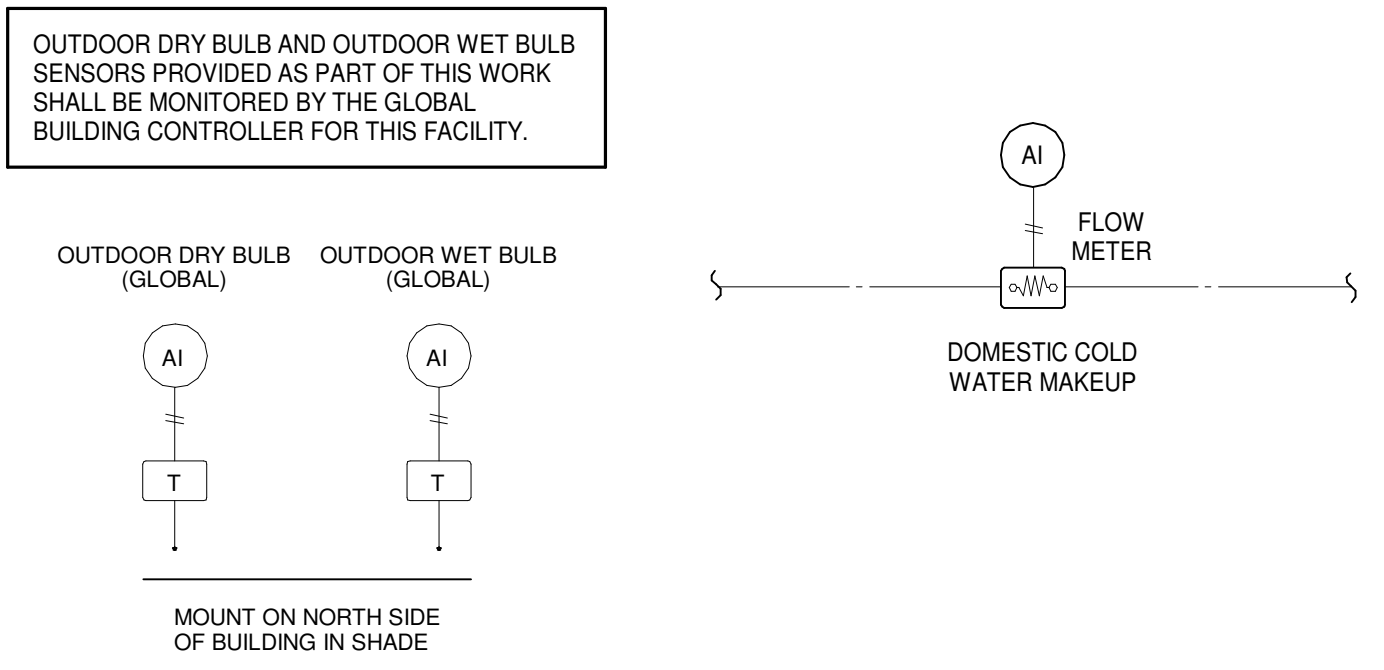 OUTDOOR DRY BULB AND OUTDOOR WET BULB
SENSORS PROVIDED AS PART OF THIS WORK
SHALL BE MONITORED BY THE GLOBAL
BUILDING CONTROLLER FOR THIS FACILITY.
OUTDOOR DRY BULB
(GLOBAL)
OUTDOOR WET BULB
(GLOBAL)
AI
AI
T
T
MOUNT ON NORTH SIDE
OF BUILDING IN SHADE
AI
FLOW
METER
DOMESTIC COLD
WATER MAKEUP